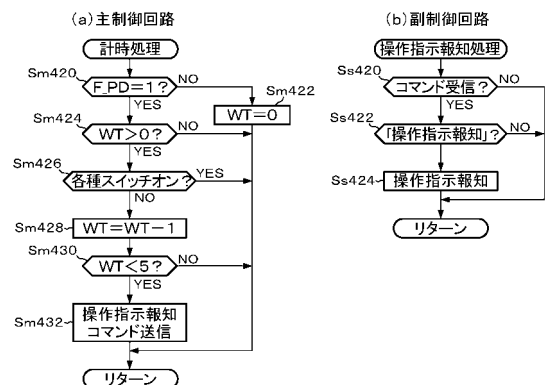 (a)主制御回路
計時処理
Sm420
F_PD=1?
NO
YES
Sm422
WT=0
Sm424
WT>0?
NO
YES
Sm426
各種スイッチオン?
YES
NO
Sm428
WT=WT-1
Sm430
WT<5?
NO
YES
Sm432
操作指示報知
コマンド送信
リターン
(b)副制御回路
操作指示報知処理
Ss420
コマンド受信?
NO
YES
Ss422
「操作指示報知」?
NO
YES
Ss424
操作指示報知
リターン